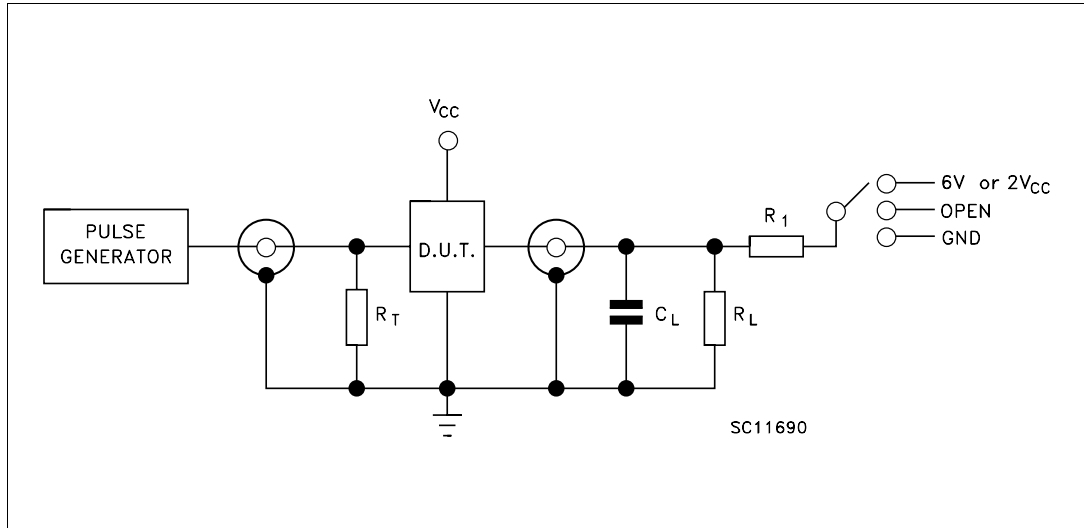 VCC
PULSE
GENERATOR
D.U.T.
RT
CL
RL
R1
6V or 2VCC
OPEN
GND
SC11690